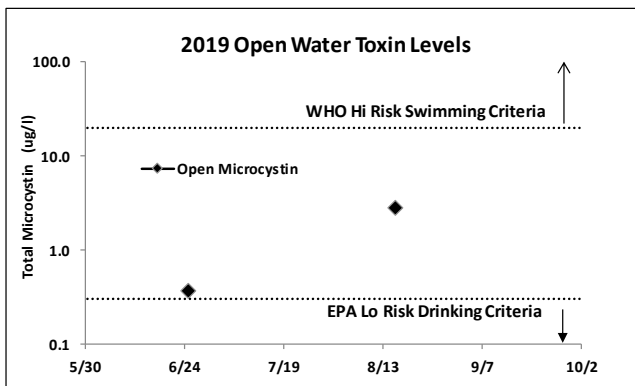 2019 Open Water Toxin Levels
100.0
WHO Hi Risk Swimming Criteria
10.0
Open Microcystin
Total Microcystin (ug/l)
1.0
EPA Lo Risk Drinking Criteria
0.1
5/30 6/24 7/19 8/13 9/7 10/2